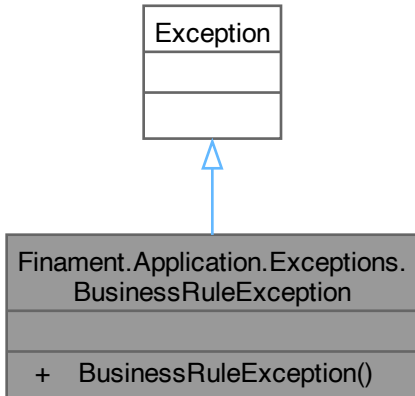 Exception
Finament.Application.Exceptions.
BusinessRuleException
+ BusinessRuleException()